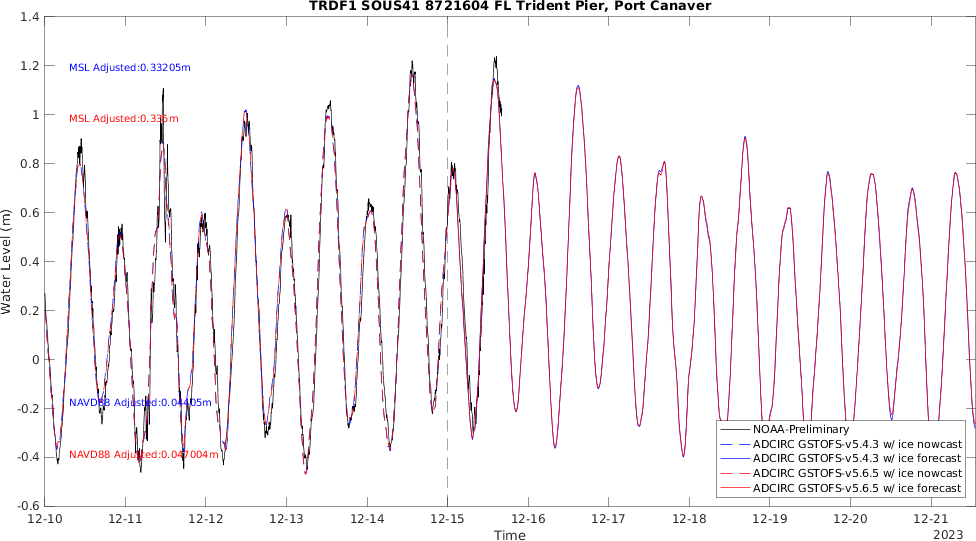 TRDF1 SOUS41 8721604 FL Trident Pier, Port Canaver
1.4
1.2
1
0.8
0.6
0.4
0.2
0
-0.2
-0.4
-0.6
Water Level (m)
MSL Adjusted:0.33205m
MSL Adjusted:0.335m
NAVD88 Adjusted:0.04405m
NAVD88 Adjusted:0.047004m
NOAA-Preliminary
ADCIRC GSTOFS-v5.4.3 w/ ice nowcast
ADCIRC GSTOFS-v5.4.3 w/ ice forecast
ADCIRC GSTOFS-v5.6.5 w/ ice nowcast
ADCIRC GSTOFS-v5.6.5 w/ ice forecast
12-10 12-11 12-12 12-13 12-14 12-15 12-16 12-17 12-18 12-19 12-20 12-21
Time
2023